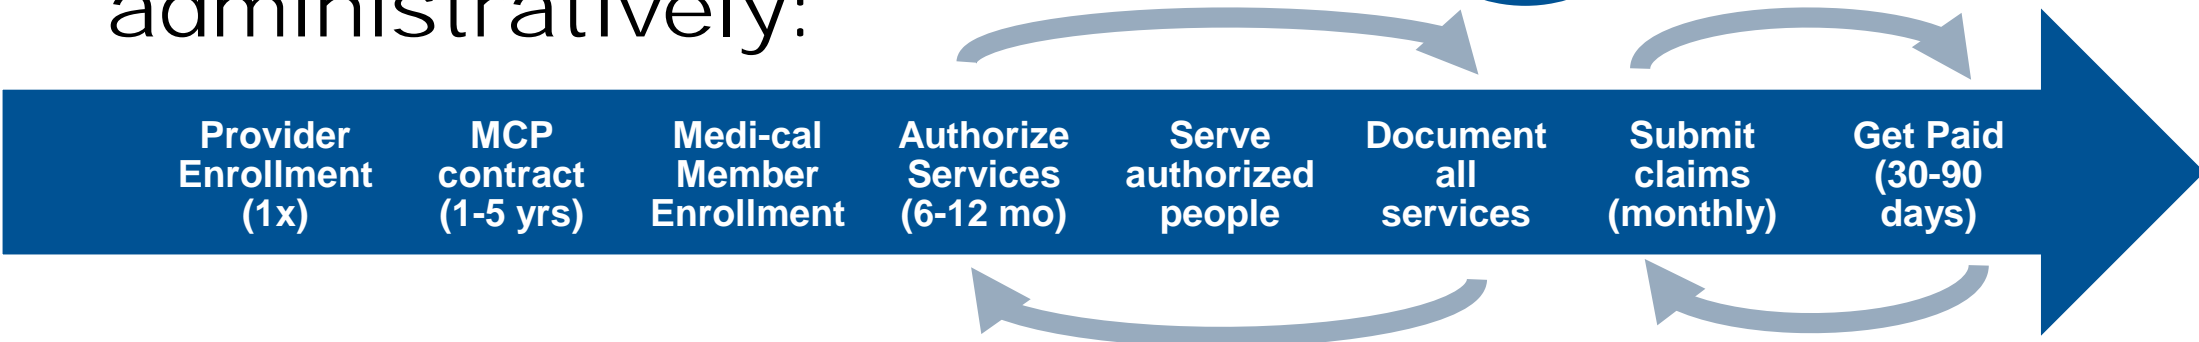 administratively:
Provider
Enrollment
(1x)
MCP
contract
(1-5 yrs)
Medi-cal
Member
Enrollment
Authorize
Services
(6-12 mo)
Serve
authorized
people
Document
all
services
Submit
claims
(monthly)
Get Paid
(30-90
days)